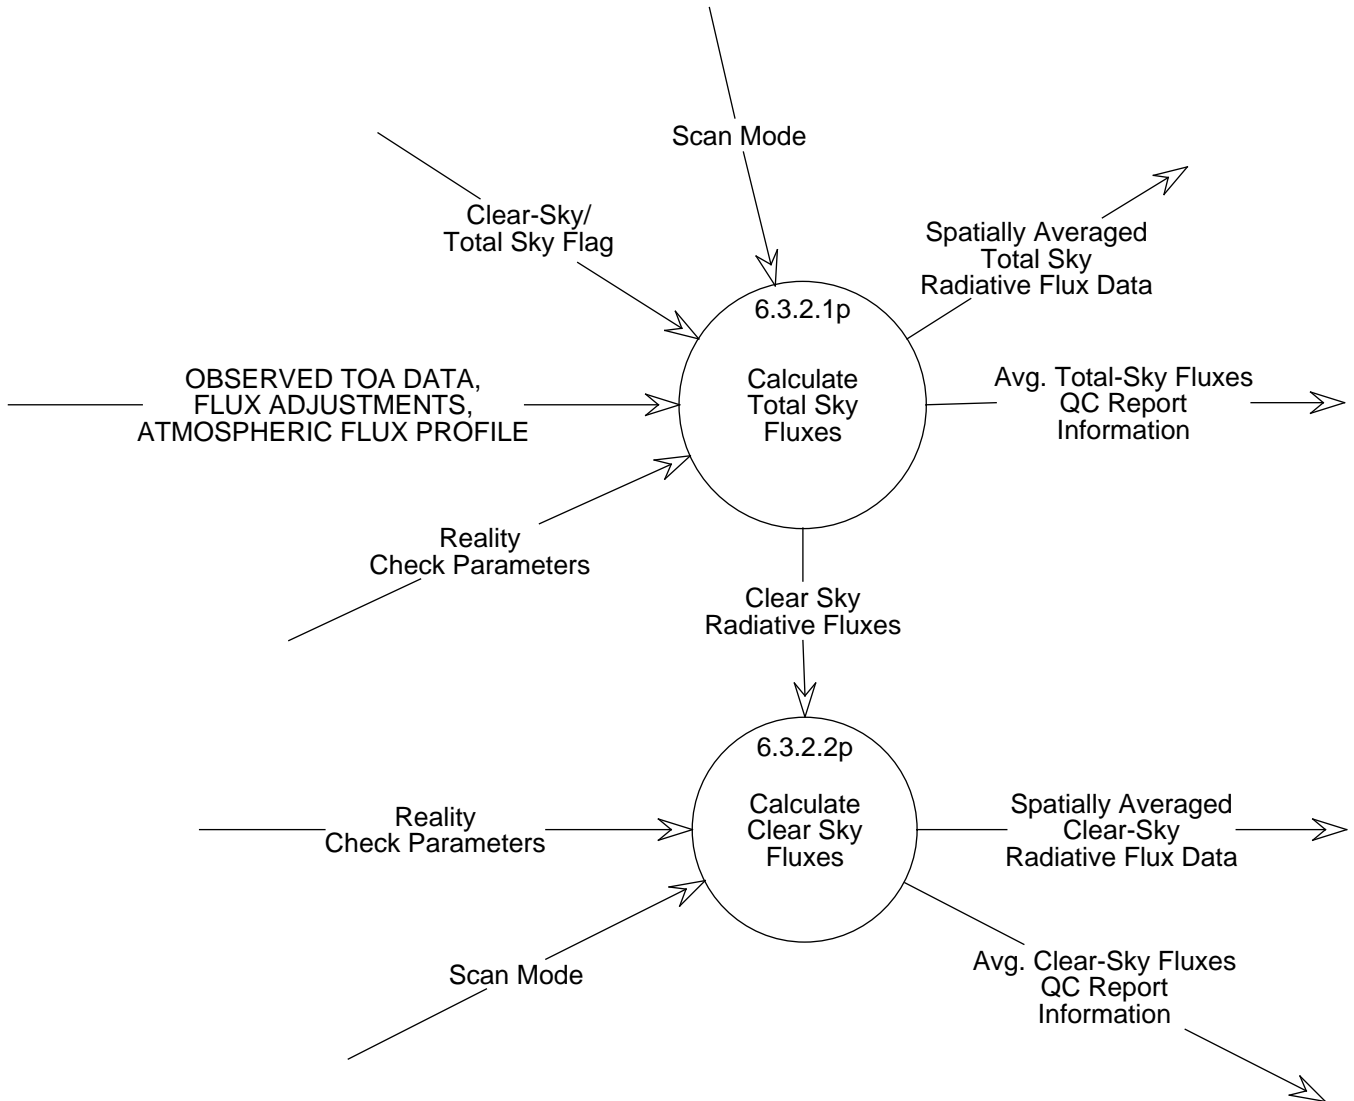 Scan Mode
Clear-Sky/
Total Sky Flag
Spatially Averaged
Total Sky
Radiative Flux Data
6.3.2.1p
Calculate
Total Sky
Fluxes
OBSERVED TOA DATA,
FLUX ADJUSTMENTS,
ATMOSPHERIC FLUX PROFILE
Avg. Total-Sky Fluxes
QC Report
Information
Reality
Check Parameters
Clear Sky
Radiative Fluxes
6.3.2.2p
Calculate
Clear Sky
Fluxes
Reality
Check Parameters
Spatially Averaged
Clear-Sky
Radiative Flux Data
Scan Mode
Avg. Clear-Sky Fluxes
QC Report
Information